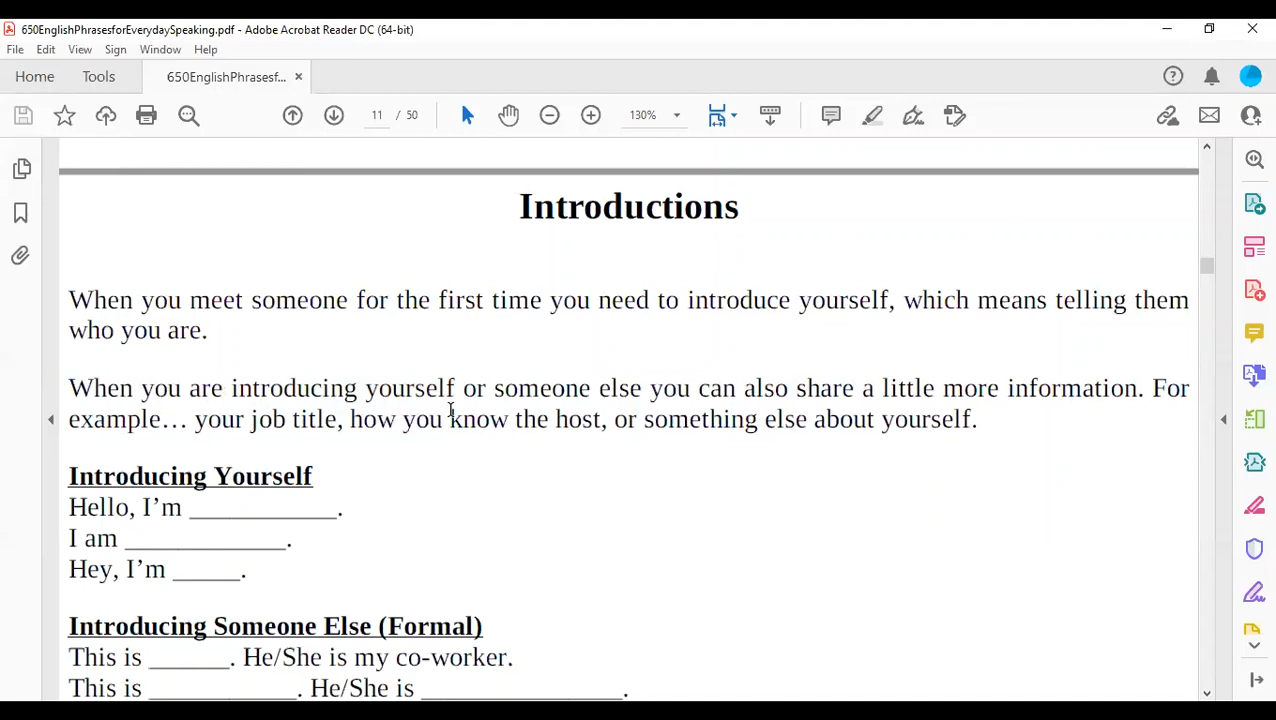 650EnglishPhrasesforEverydaySpeaking.pdf - Adobe Acrobat Reader DC (64-bit)
File Edit View Sign Window Help
Home Tools 650EnglishPhrasesf... ×
11 / 50 130%
Introductions
When you meet someone for the first time you need to introduce yourself, which means telling them
who you are.
When you are introducing yourself or someone else you can also share a little more information. For
example… your job title, how you know the host, or something else about yourself.
Introducing Yourself
Hello, I’m ___________.
I am ____________.
Hey, I’m _____.
Introducing Someone Else (Formal)
This is ______. He/She is my co-worker.
This is ___________. He/She is _______________.